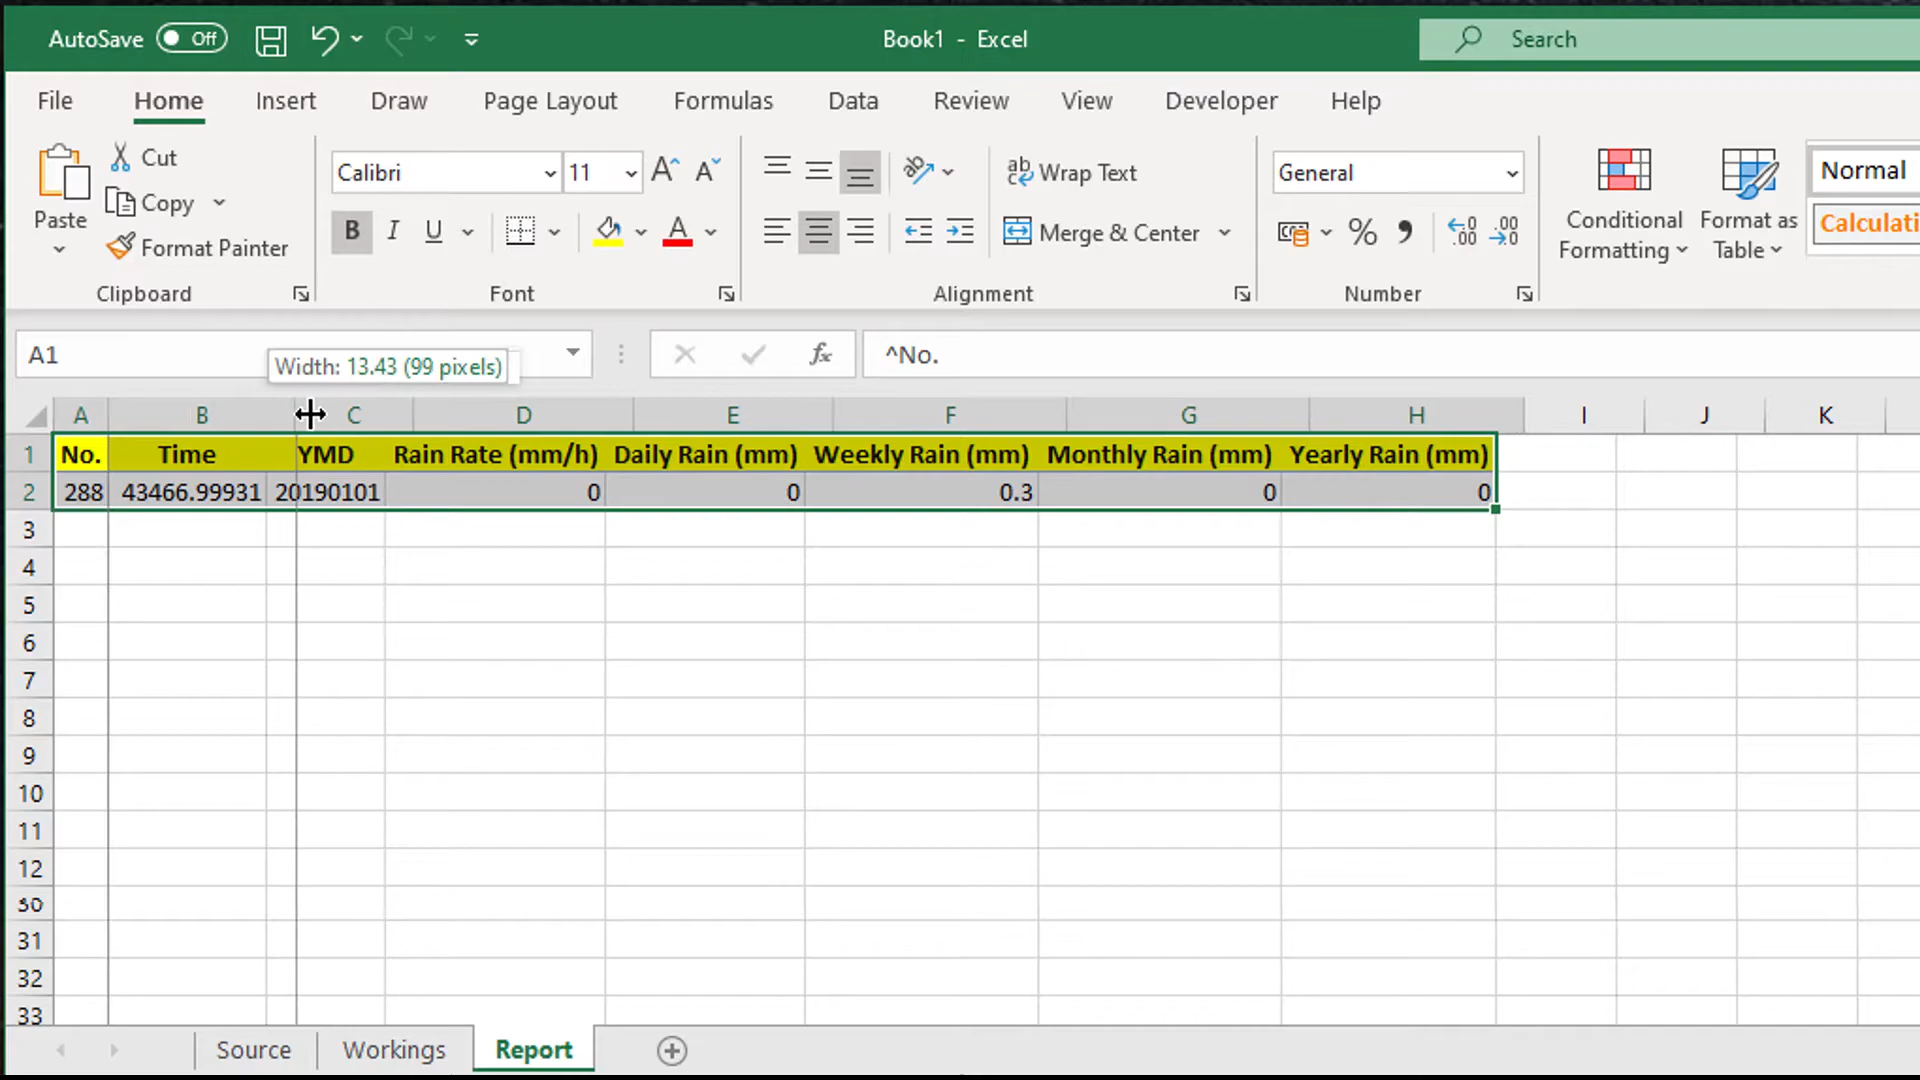 AutoSave Off Book1 - Excel Search
File Home Insert Draw Page Layout Formulas Data Review View Developer Help
Paste Cut Copy Format Painter Clipboard
Calibri 11 A A B I U A Font
ab Wrap Text Merge & Center Alignment
General % , .00 .00 Number
Conditional Formatting Format as Table Normal Calculati
A1 Width: 13.43 (99 pixels) fx ^No.
A B C D E F G H I J K
1 No. Time YMD Rain Rate (mm/h) Daily Rain (mm) Weekly Rain (mm) Monthly Rain (mm) Yearly Rain (mm)
2 288 43466.99931 20190101 0 0 0.3 0 0
3
4
5
6
7
8
9
10
11
12
31
32
33
Source Workings Report